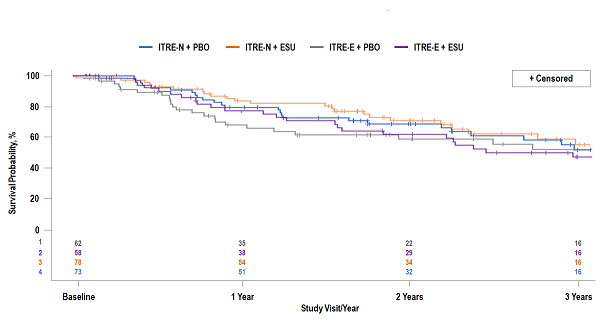 ITRE-N + PBO ITRE-N + ESU ITRE-E + PBO ITRE-E + ESU
+ Censored
Survival Probability, %
100
80
60
40
20
0
1 62 35 22 16
2 58 38 29 16
3 78 54 34 16
4 73 51 32 16
Baseline 1 Year 2 Years 3 Years
Study Visit/Year